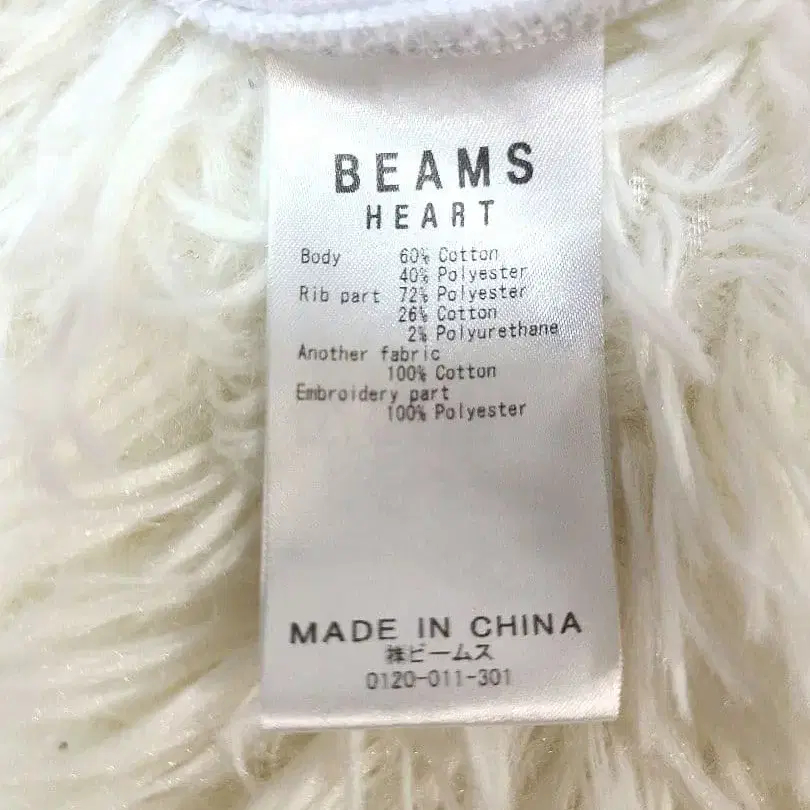 BEAMS
HEART
Body 60% Cotton
40% Polyester
Rib part 72% Polyester
26% Cotton
2% Polyurethane
Another fabric
100% Cotton
Embroidery part
100% Polyester
MADE IN CHINA
㈱ビームス
0120-011-301